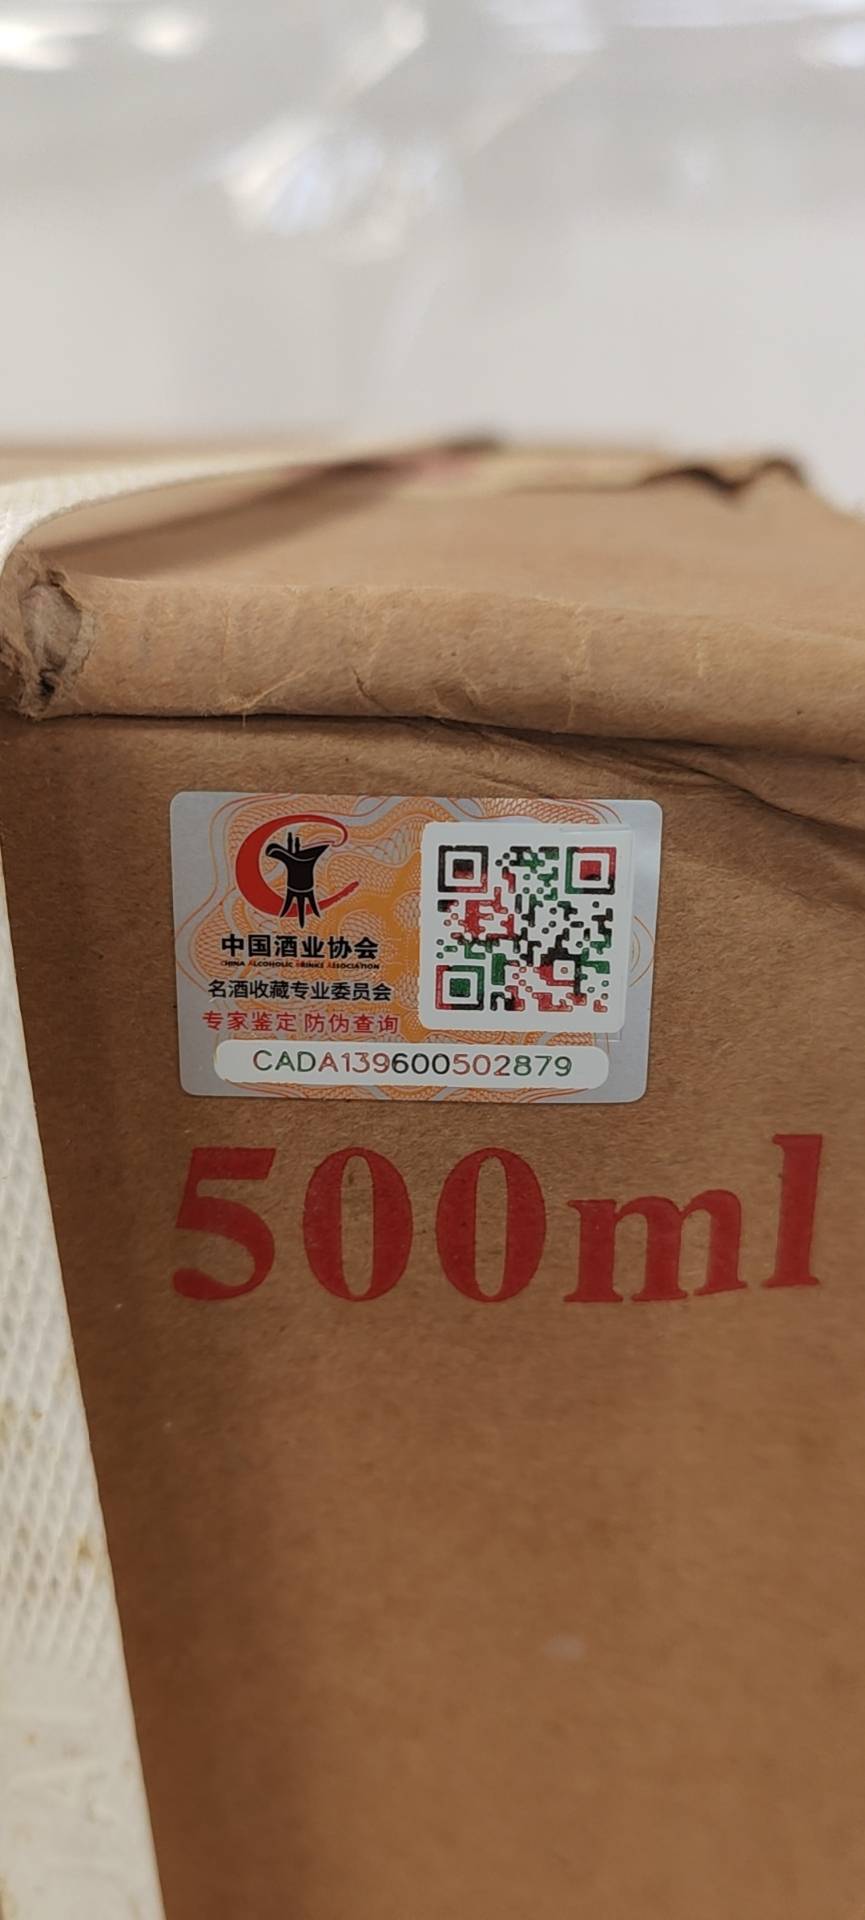 中国酒业协会
CHINA ALCOHOLIC DRINKS ASSOCIATION
名酒收藏专业委员会
专家鉴定 防伪查询
CADA139600502879
500ml